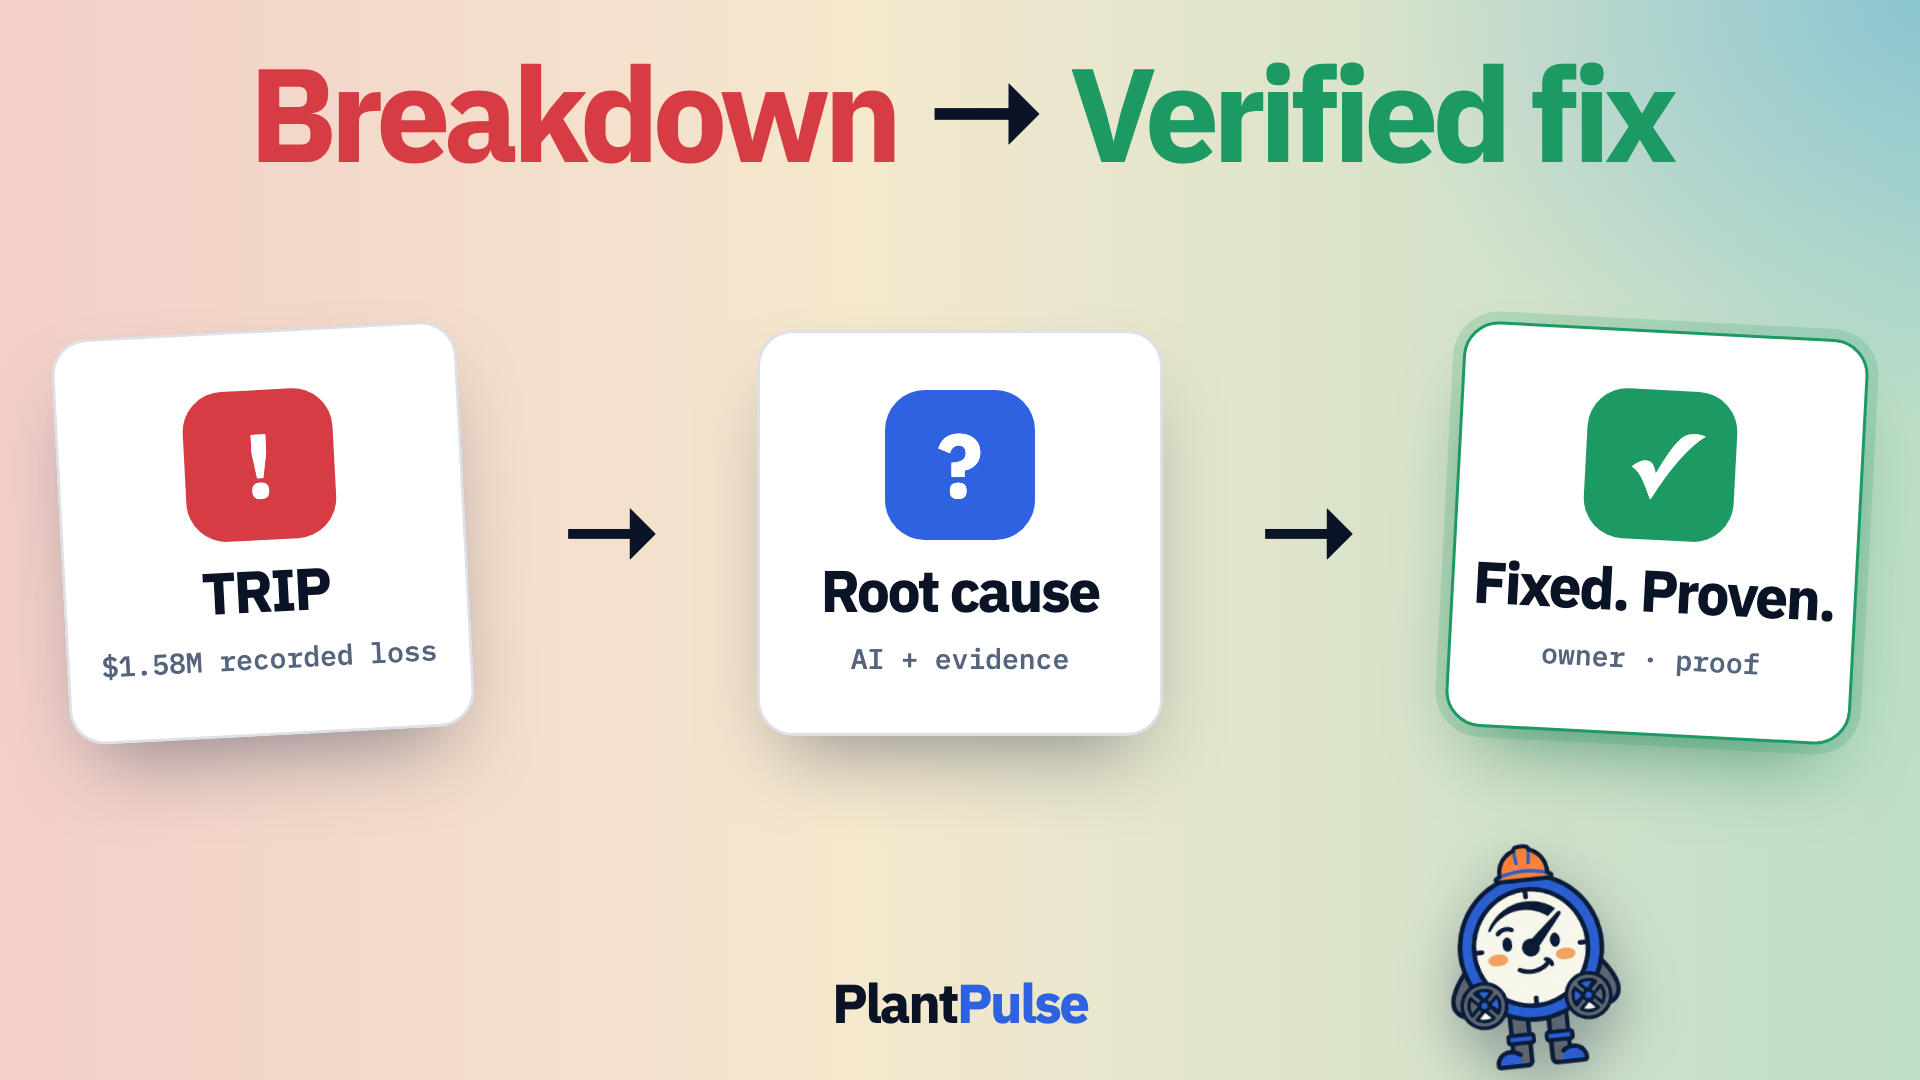 Breakdown → Verified fix
!
TRIP
$1.58M recorded loss
→
?
Root cause
AI + evidence
→
✓
Fixed. Proven.
owner · proof
PlantPulse